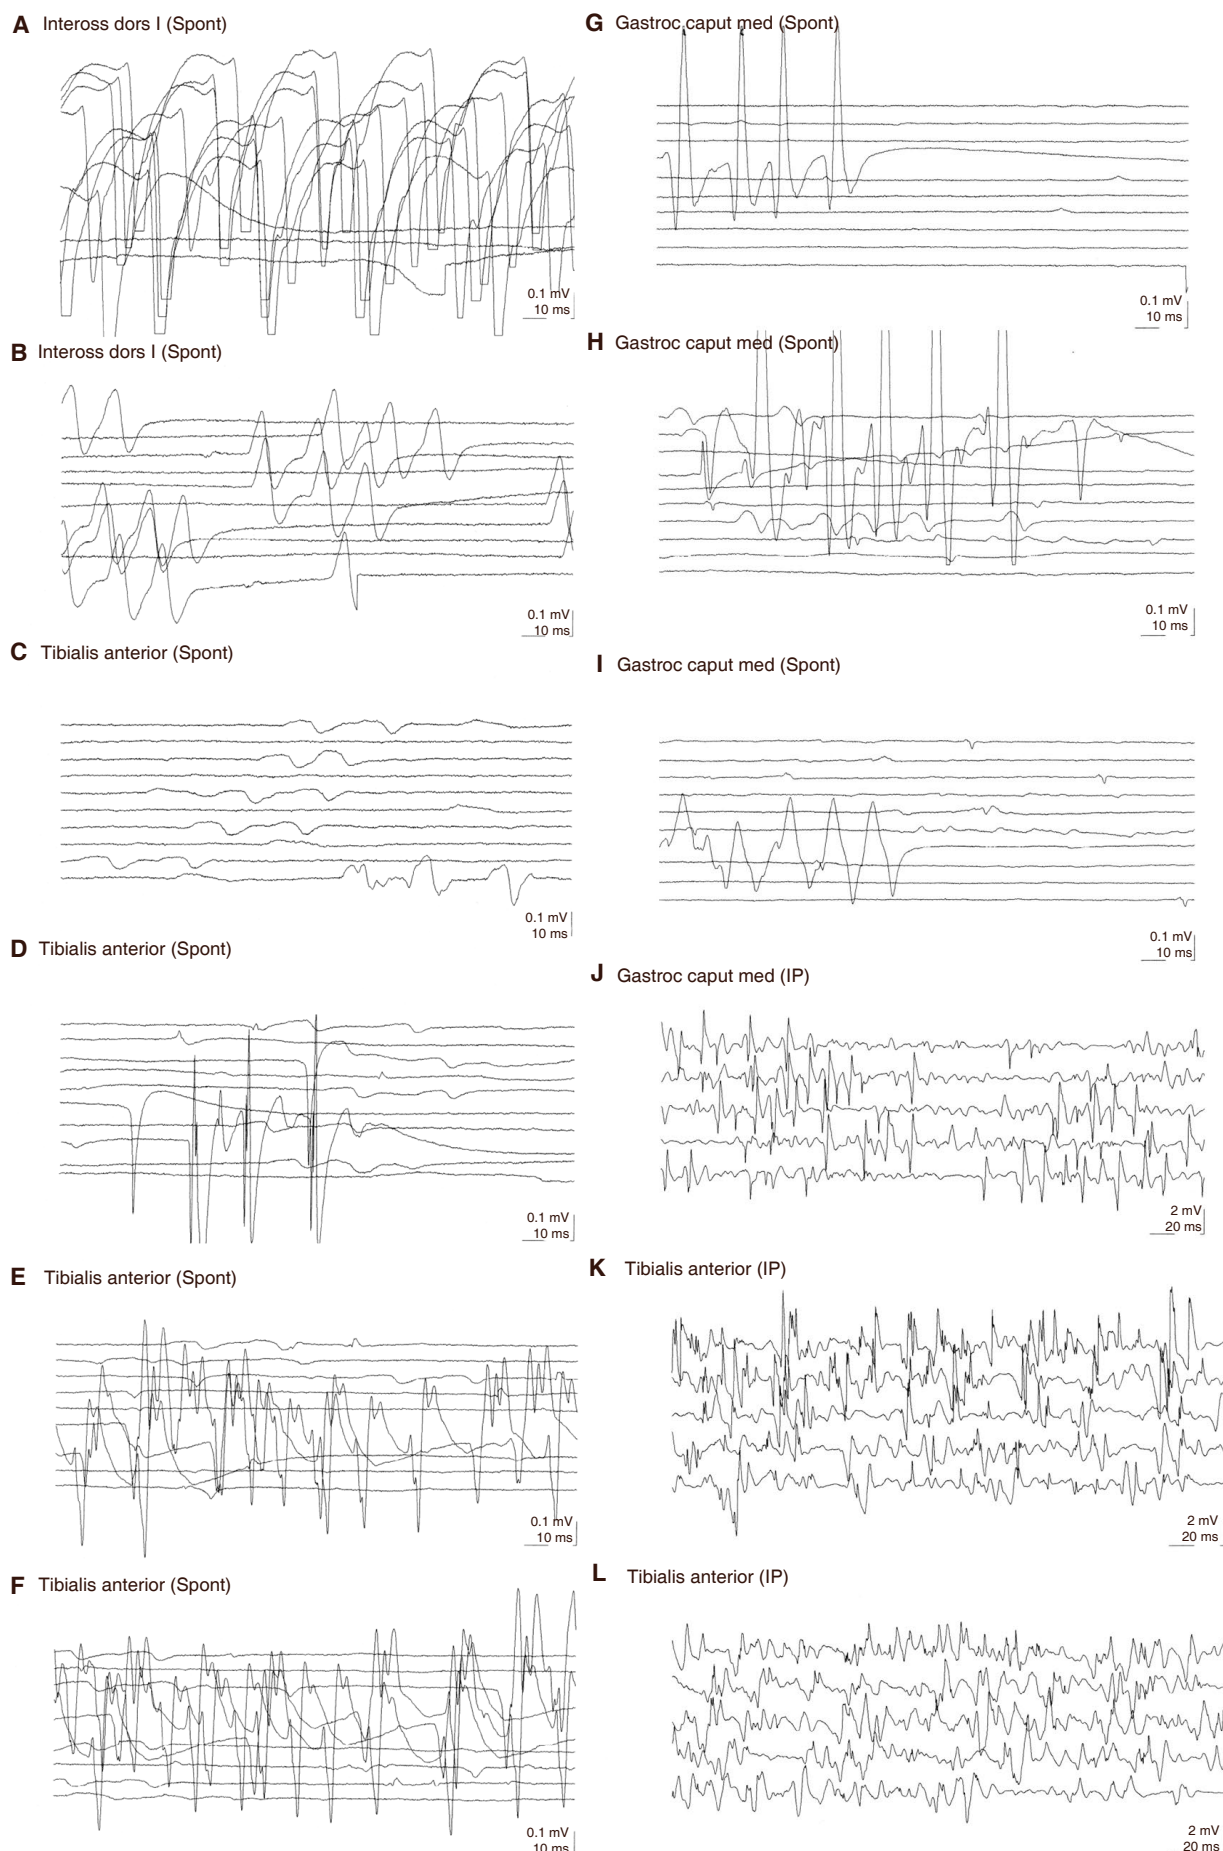 A Inteross dors I (Spont)
0.1 mV
10 ms
B Inteross dors I (Spont)
0.1 mV
10 ms
C Tibialis anterior (Spont)
0.1 mV
10 ms
D Tibialis anterior (Spont)
0.1 mV
10 ms
E Tibialis anterior (Spont)
0.1 mV
10 ms
F Tibialis anterior (Spont)
0.1 mV
10 ms
G Gastroc caput med (Spont)
0.1 mV
10 ms
H Gastroc caput med (Spont)
0.1 mV
10 ms
I Gastroc caput med (Spont)
0.1 mV
10 ms
J Gastroc caput med (IP)
2 mV
20 ms
K Tibialis anterior (IP)
2 mV
20 ms
L Tibialis anterior (IP)
2 mV
20 ms